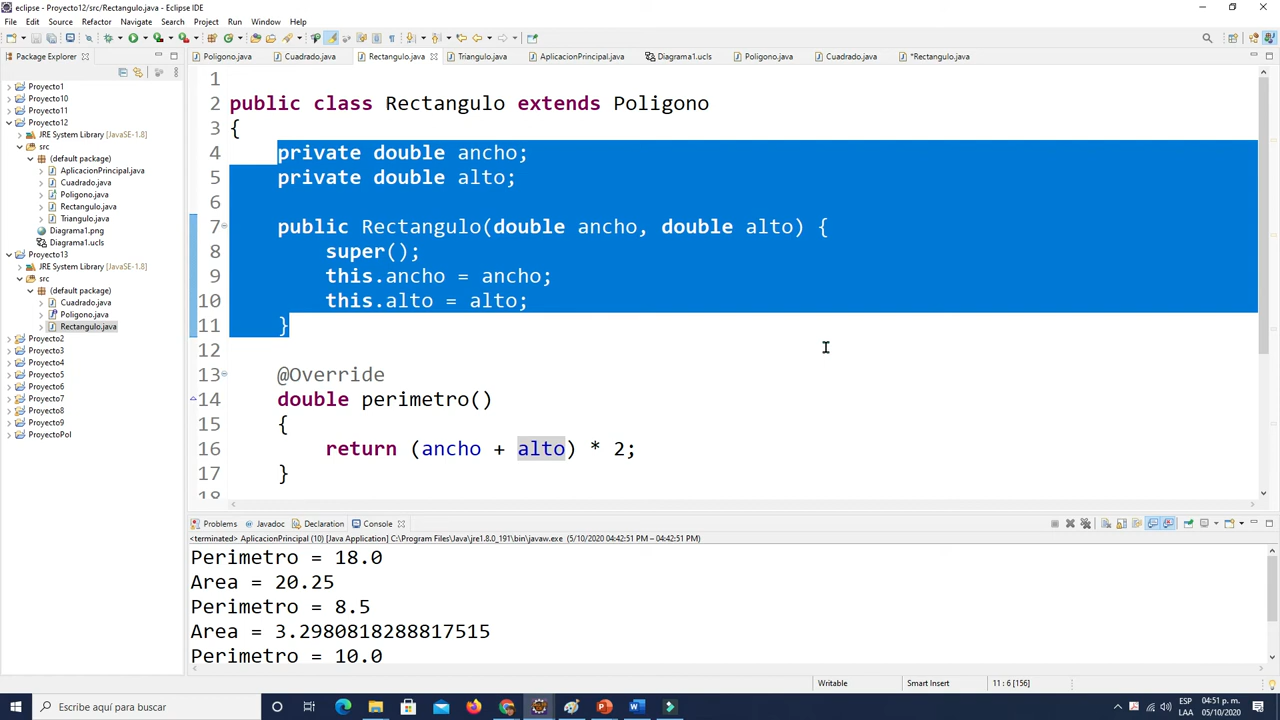 eclipse - Proyecto12/src/Rectangulo.java - Eclipse IDE
File Edit Source Refactor Navigate Search Project Run Window Help
Package Explorer
Poligono.java Cuadrado.java Rectangulo.java Triangulo.java AplicacionPrincipal.java Diagrama1.ucls Poligono.java Cuadrado.java *Rectangulo.java
Proyecto1
Proyecto10
Proyecto11
Proyecto12
JRE System Library [JavaSE-1.8]
src
(default package)
AplicacionPrincipal.java
Cuadrado.java
Poligono.java
Rectangulo.java
Triangulo.java
Diagrama1.png
Diagrama1.ucls
Proyecto13
JRE System Library [JavaSE-1.8]
src
(default package)
Cuadrado.java
Poligono.java
Rectangulo.java
Proyecto2
Proyecto3
Proyecto4
Proyecto5
Proyecto6
Proyecto7
Proyecto8
Proyecto9
ProyectoPol
1
2 public class Rectangulo extends Poligono
3 {
4 private double ancho;
5 private double alto;
6
7 public Rectangulo(double ancho, double alto) {
8 super();
9 this.ancho = ancho;
10 this.alto = alto;
11 }
12
13 @Override
14 double perimetro()
15 {
16 return (ancho + alto) * 2;
17 }
18
Problems Javadoc Declaration Console
<terminated> AplicacionPrincipal (10) [Java Application] C:\Program Files\Java\jre1.8.0_191\bin\javaw.exe (5/10/2020 04:42:51 PM – 04:42:51 PM)
Perimetro = 18.0
Area = 20.25
Perimetro = 8.5
Area = 3.2980818288817515
Perimetro = 10.0
Writable Smart Insert 11 : 6 [156]
Escribe aquí para buscar
ESP
LAA
04:51 p. m.
05/10/2020